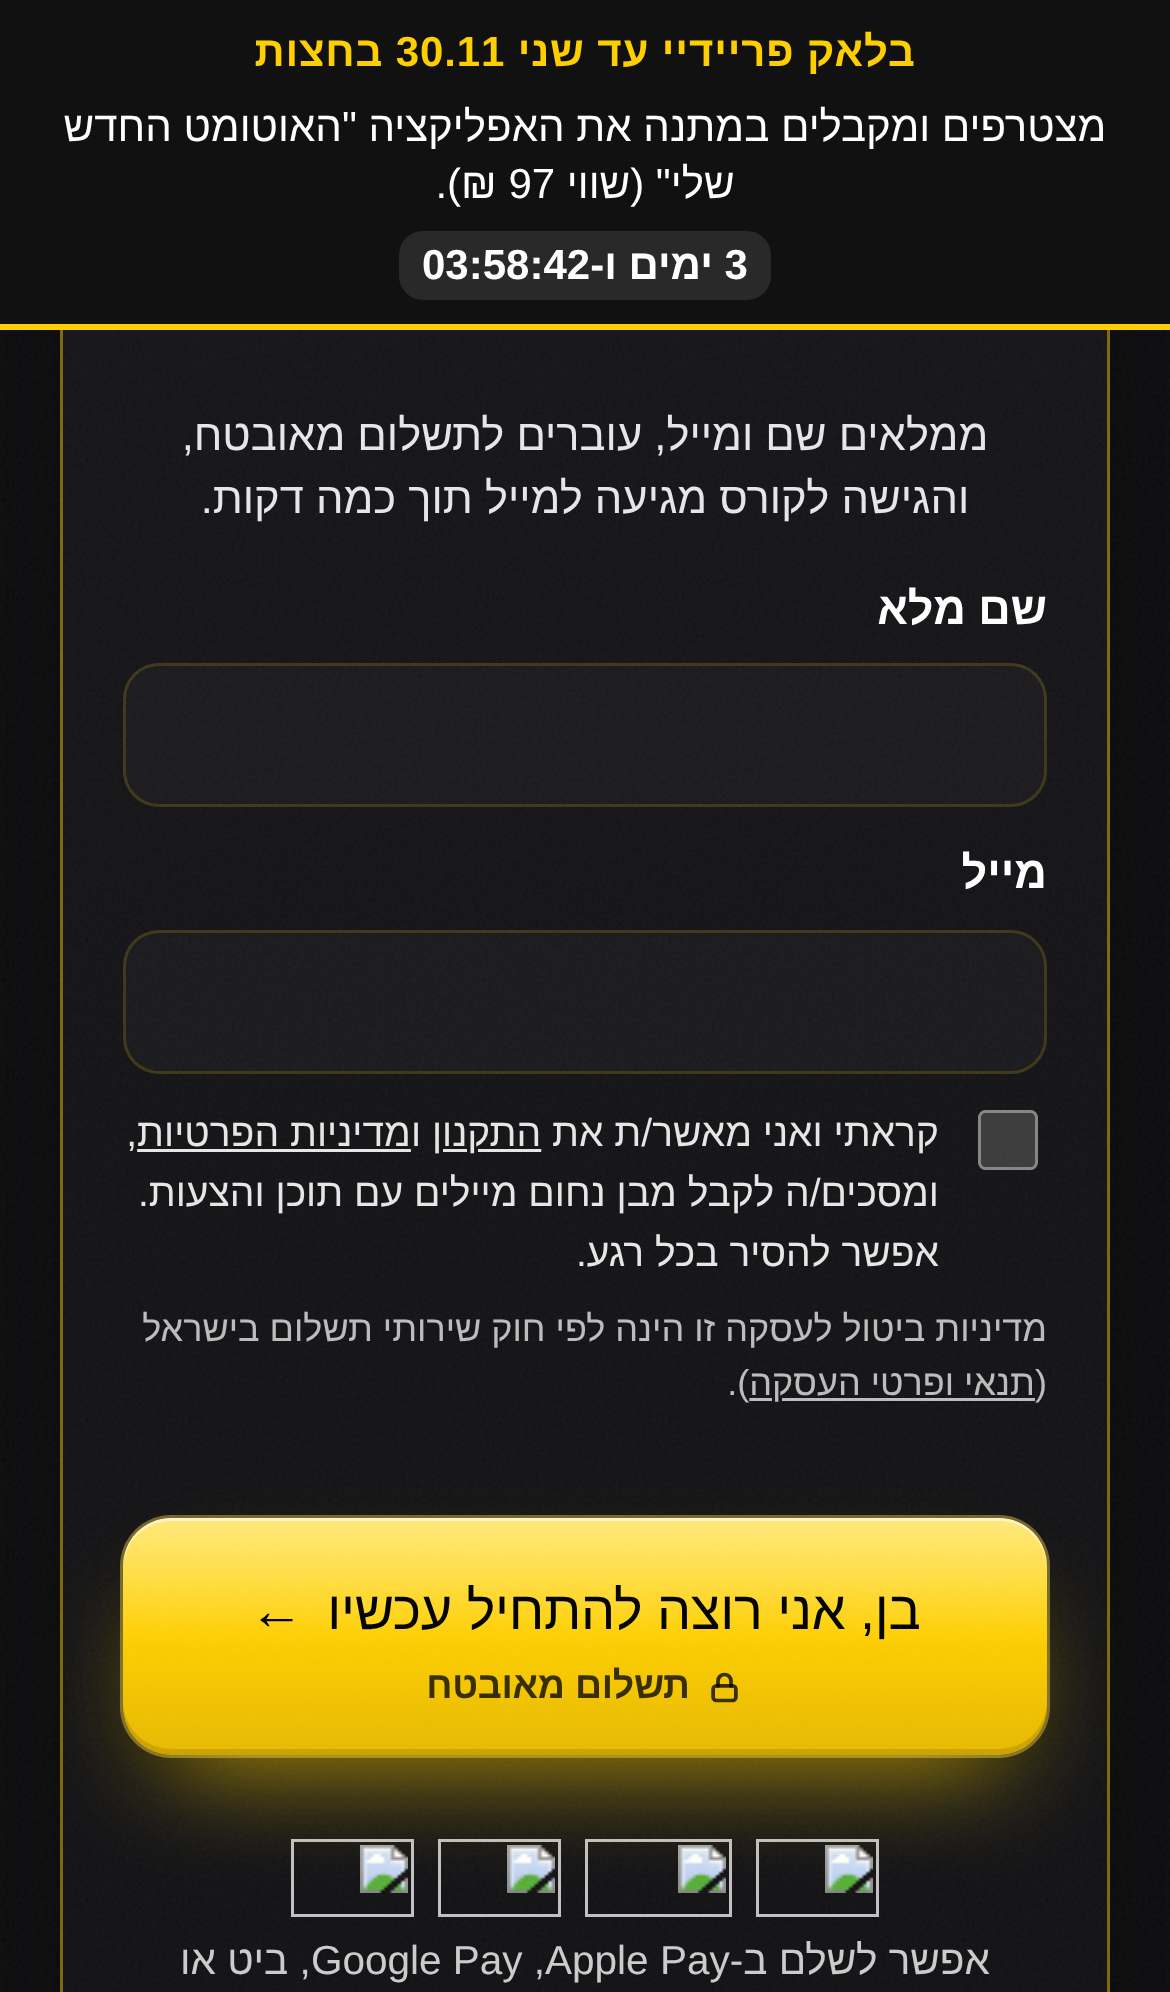 בלאק פריידיי עד שני 30.11 בחצות
מצטרפים ומקבלים במתנה את האפליקציה "האוטומט החדש
שלי" (שווי 97 ₪).
3 ימים ו-03:58:42
ממלאים שם ומייל, עוברים לתשלום מאובטח,
והגישה לקורס מגיעה למייל תוך כמה דקות.
שם מלא
מייל
קראתי ואני מאשר/ת את התקנון ומדיניות הפרטיות,
ומסכים/ה לקבל מבן נחום מיילים עם תוכן והצעות.
אפשר להסיר בכל רגע.
מדיניות ביטול לעסקה זו הינה לפי חוק שירותי תשלום בישראל
(תנאי ופרטי העסקה).
בן, אני רוצה להתחיל עכשיו ←
תשלום מאובטח
אפשר לשלם ב-Google Pay ,Apple Pay, ביט או